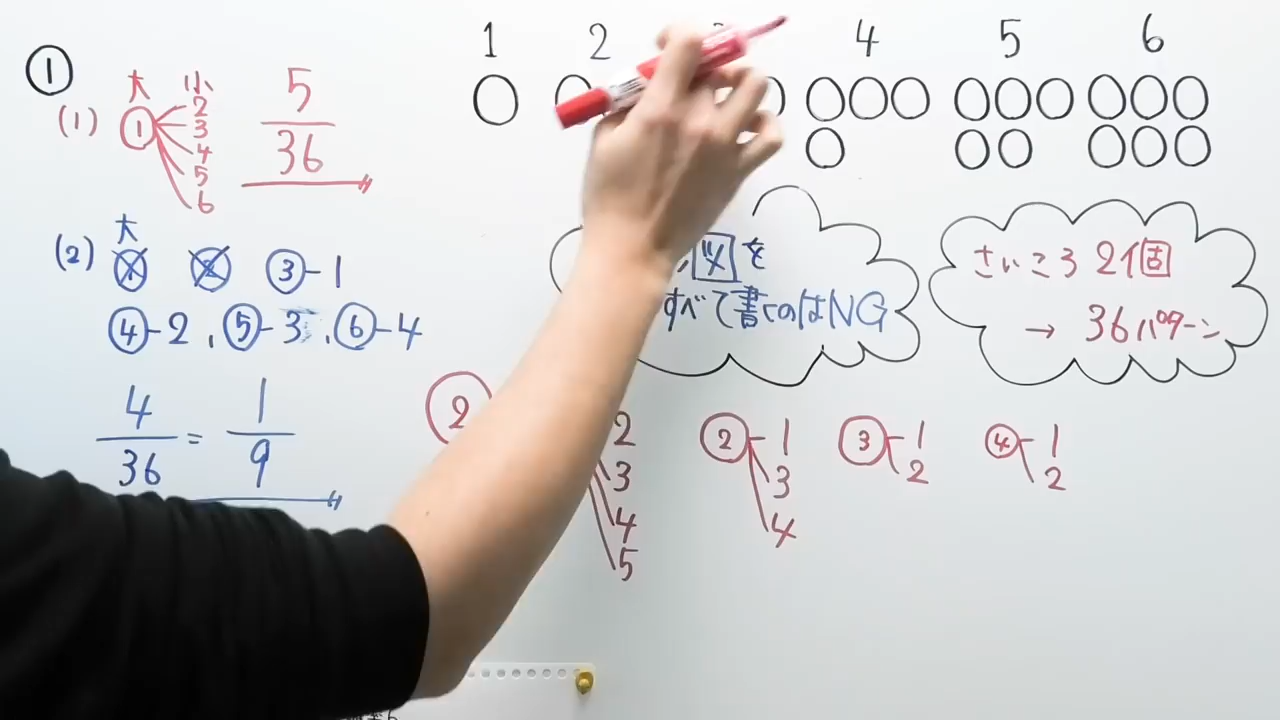 ①
(1) 大 小
① 2 3 4 5 6
5/36
(2) 大
① ② ③-1
④-2, ⑤-3, ⑥-4
4/36 = 1/9
1 2 4 5 6
図を
すべて書くのはNG
さいころ2個
→ 36パターン
②
2 3 4 5
② 1 3 4
③ 1 2
④ 1 2